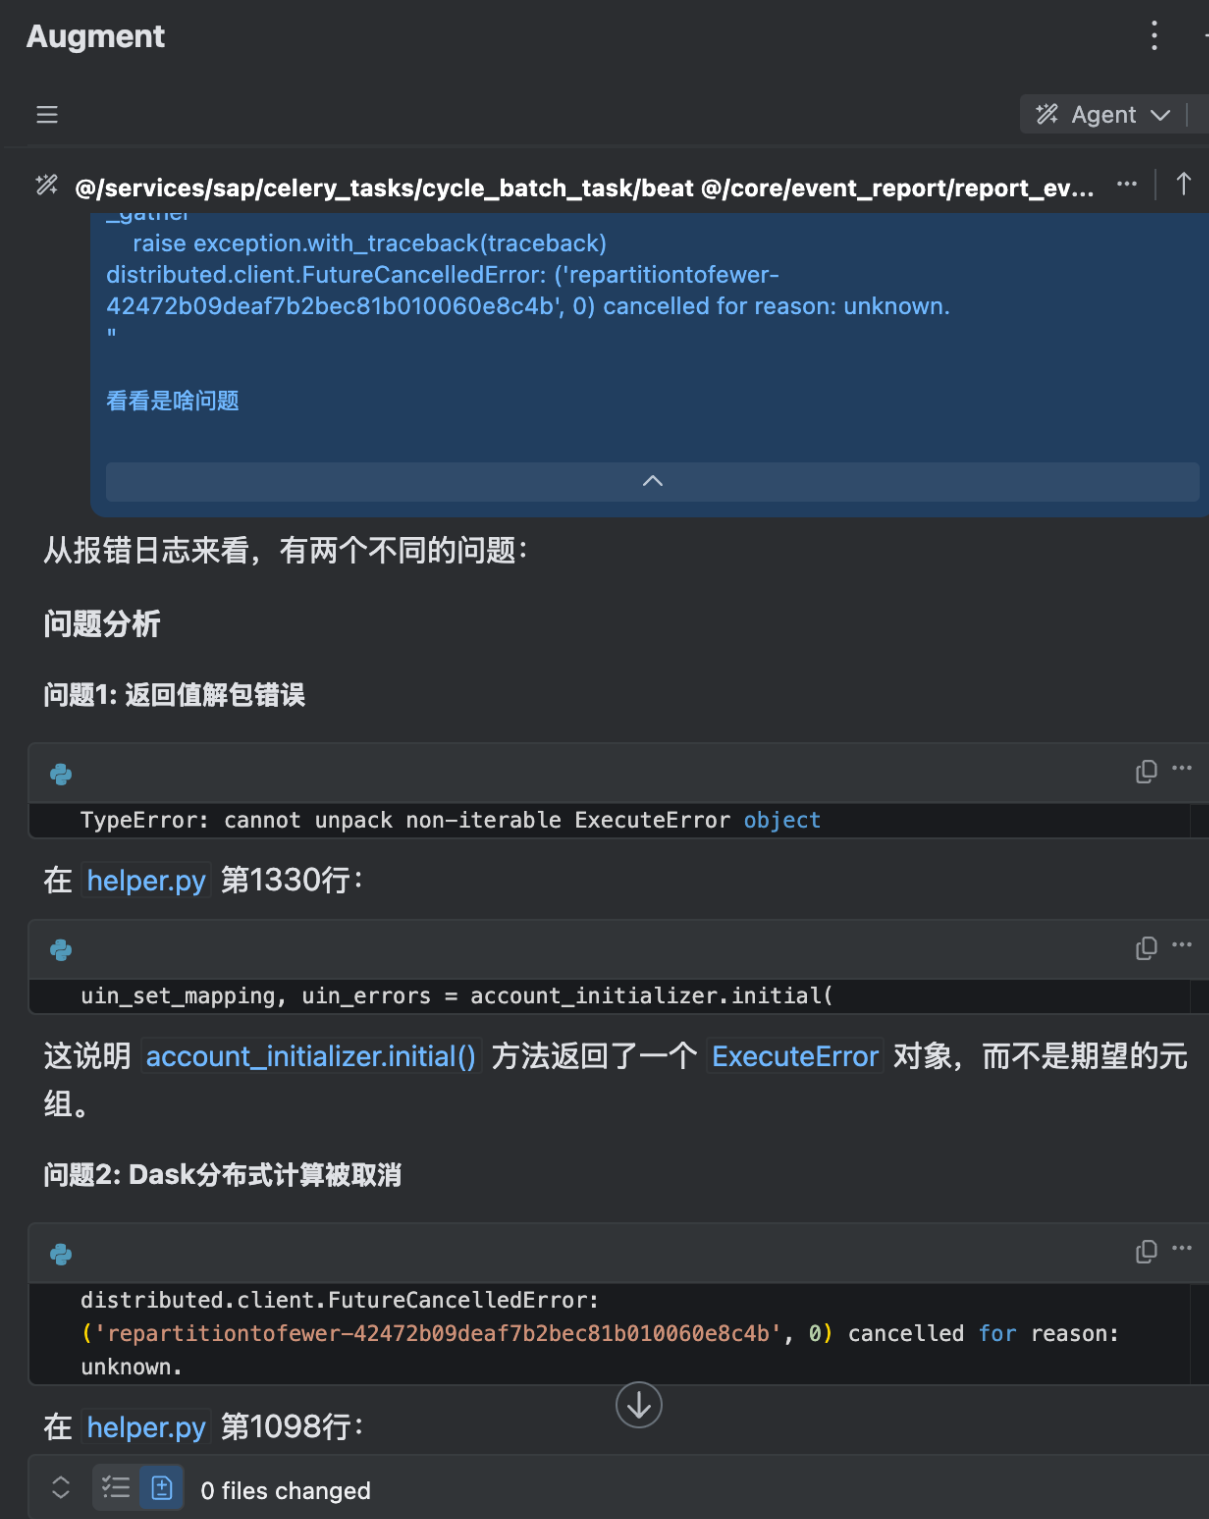 Augment
Agent
@/services/sap/celery_tasks/cycle_batch_task/beat @/core/event_report/report_ev...
_gather
raise exception.with_traceback(traceback)
distributed.client.FutureCancelledError: ('repartitiontofewer-
42472b09deaf7b2bec81b010060e8c4b', 0) cancelled for reason: unknown.
"
看看是啥问题
从报错日志来看，有两个不同的问题：
问题分析
问题1: 返回值解包错误
TypeError: cannot unpack non-iterable ExecuteError object
在 helper.py 第1330行：
uin_set_mapping, uin_errors = account_initializer.initial(
这说明 account_initializer.initial() 方法返回了一个 ExecuteError 对象，而不是期望的元
组。
问题2: Dask分布式计算被取消
distributed.client.FutureCancelledError:
('repartitiontofewer-42472b09deaf7b2bec81b010060e8c4b', 0) cancelled for reason:
unknown.
在 helper.py 第1098行：
0 files changed